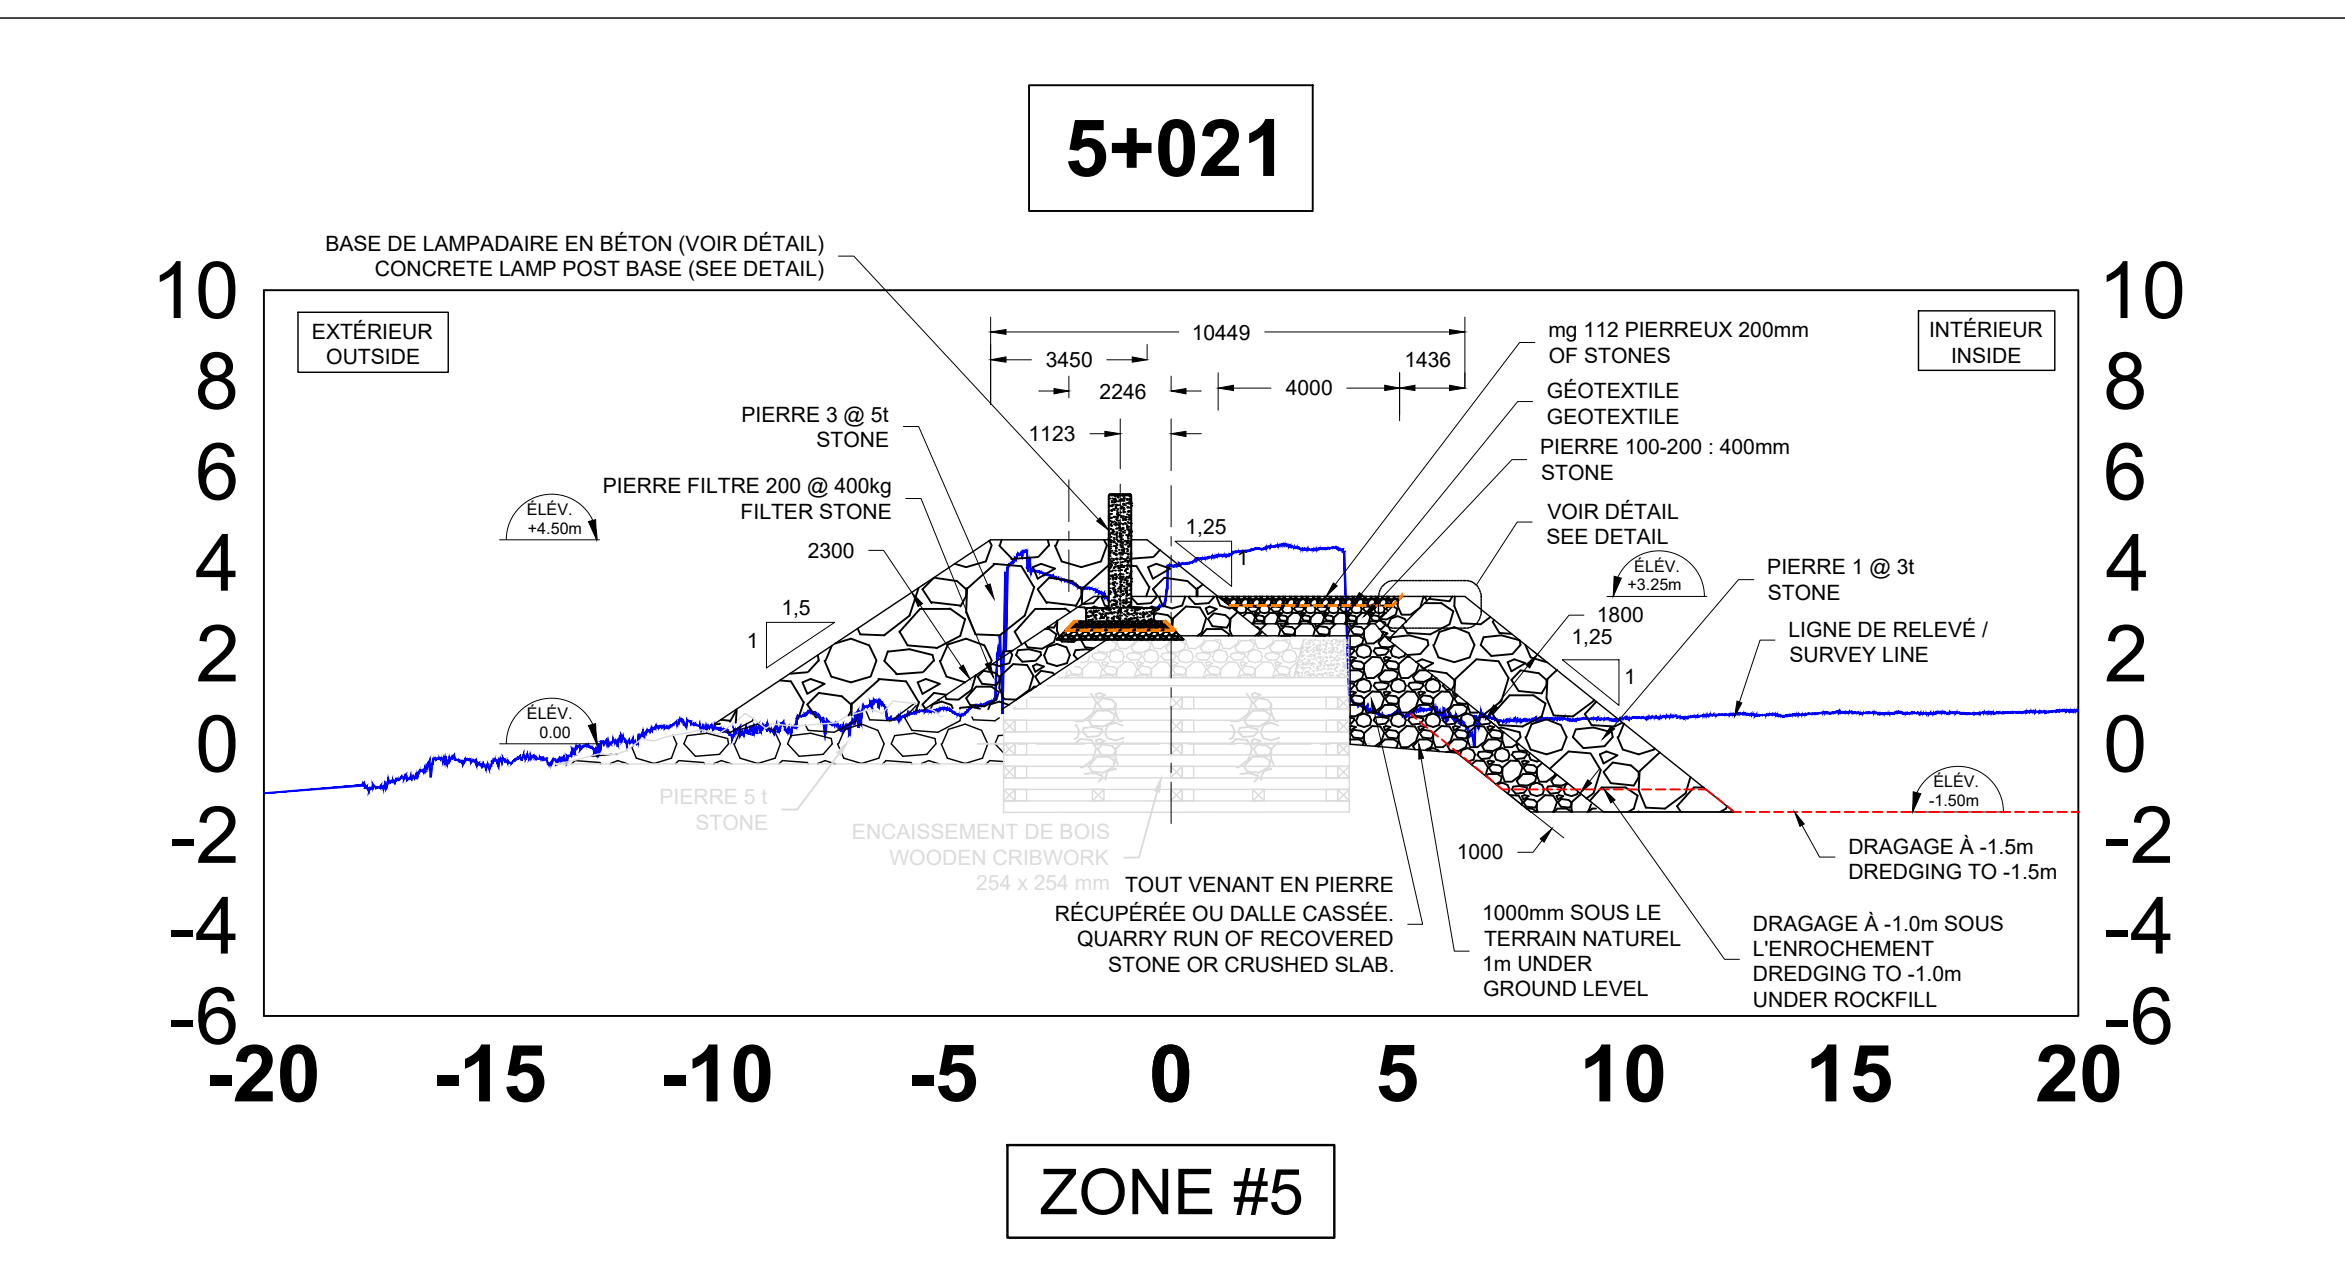 5+021
BASE DE LAMPADAIRE EN BÉTON (VOIR DÉTAIL)
CONCRETE LAMP POST BASE (SEE DETAIL)
10
10
EXTÉRIEUR
OUTSIDE
INTÉRIEUR
INSIDE
10449
3450
1436
2246
4000
1123
mg 112 PIERREUX 200mm
OF STONES
GÉOTEXTILE
GEOTEXTILE
8
8
PIERRE 3 @ 5t
STONE
PIERRE 100-200 : 400mm
STONE
6
6
PIERRE FILTRE 200 @ 400kg
FILTER STONE
VOIR DÉTAIL
SEE DETAIL
ÉLÉV.
+4.50m
2300
1,25
1
ÉLÉV.
+3.25m
PIERRE 1 @ 3t
STONE
4
4
1,5
1
1800
1,25
1
LIGNE DE RELEVÉ /
SURVEY LINE
2
2
ÉLÉV.
0.00
0
0
PIERRE 5 t
STONE
ÉLÉV.
-1.50m
ENCAISSEMENT DE BOIS
WOODEN CRIBWORK
254 x 254 mm
1000
DRAGAGE À -1.5m
DREDGING TO -1.5m
-2
-2
TOUT VENANT EN PIERRE
RÉCUPÉRÉE OU DALLE CASSÉE.
QUARRY RUN OF RECOVERED
STONE OR CRUSHED SLAB.
1000mm SOUS LE
TERRAIN NATUREL
1m UNDER
GROUND LEVEL
DRAGAGE À -1.0m SOUS
L'ENROCHEMENT
DREDGING TO -1.0m
UNDER ROCKFILL
-4
-4
-6
-6
-20 -15 -10 -5 0 5 10 15 20
ZONE #5